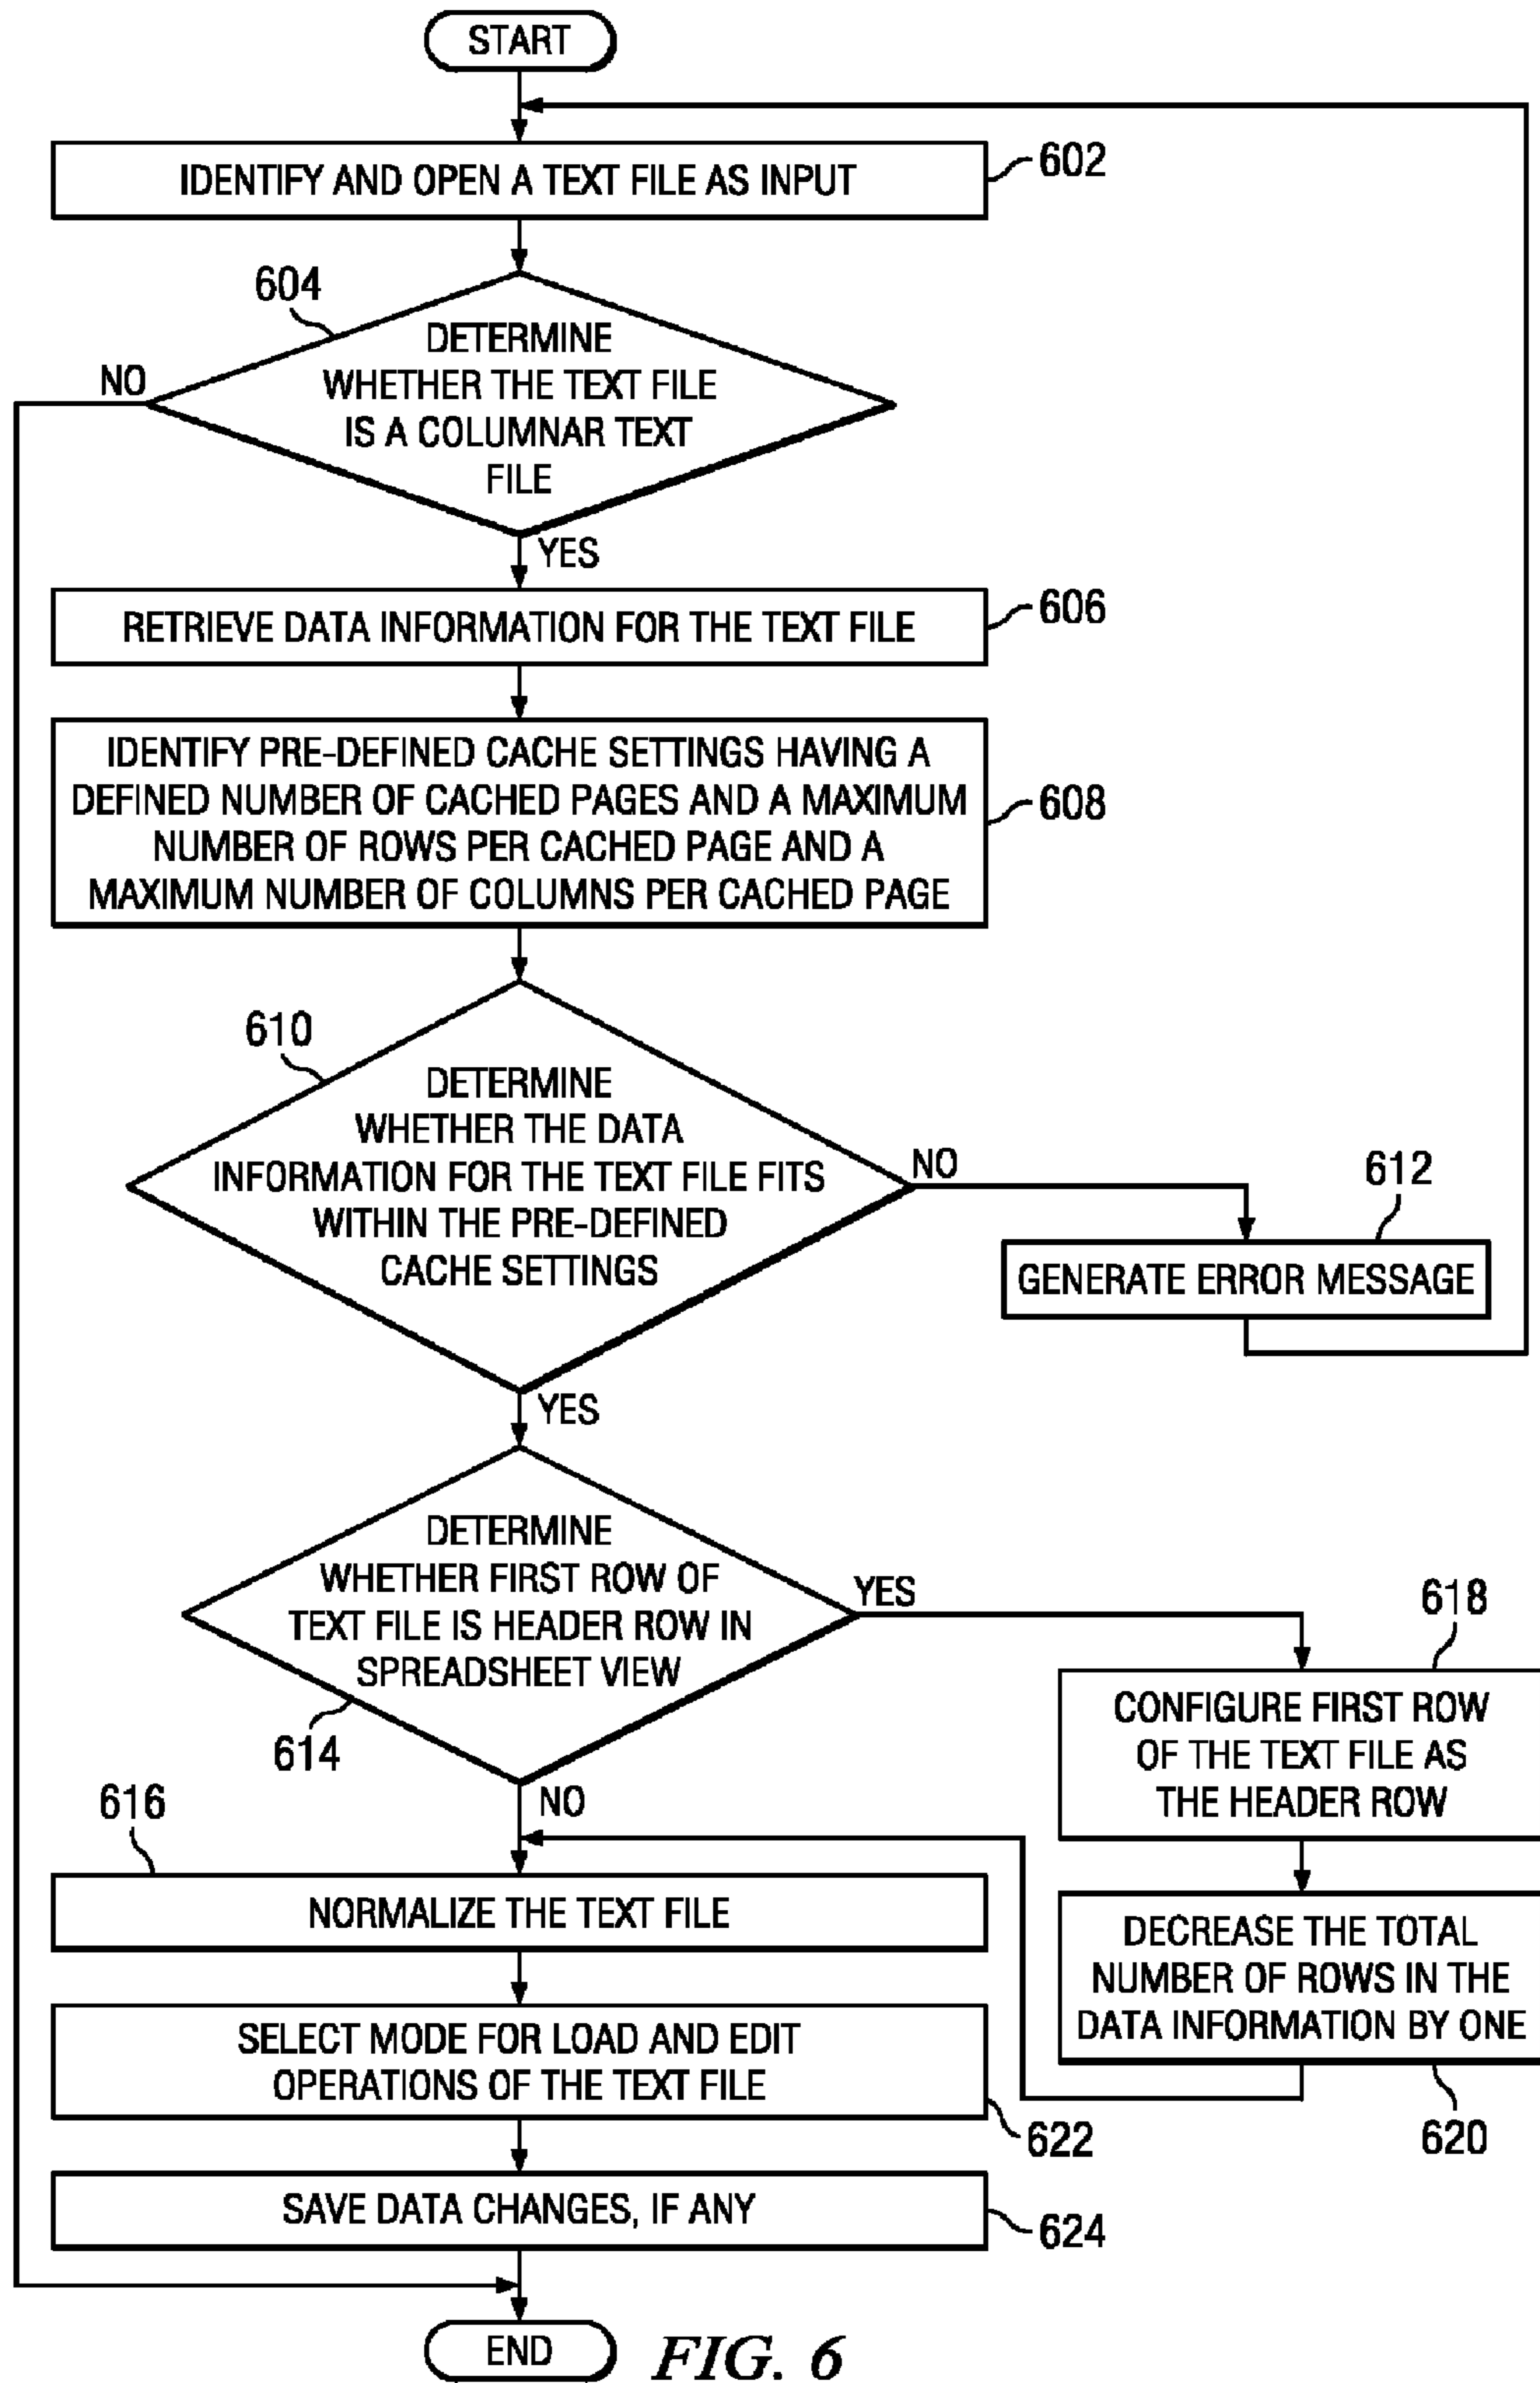 START
IDENTIFY AND OPEN A TEXT FILE AS INPUT
602
604
DETERMINE
WHETHER THE TEXT FILE
IS A COLUMNAR TEXT
FILE
NO
YES
RETRIEVE DATA INFORMATION FOR THE TEXT FILE
606
IDENTIFY PRE-DEFINED CACHE SETTINGS HAVING A
DEFINED NUMBER OF CACHED PAGES AND A MAXIMUM
NUMBER OF ROWS PER CACHED PAGE AND A
MAXIMUM NUMBER OF COLUMNS PER CACHED PAGE
608
610
DETERMINE
WHETHER THE DATA
INFORMATION FOR THE TEXT FILE FITS
WITHIN THE PRE-DEFINED
CACHE SETTINGS
NO
612
GENERATE ERROR MESSAGE
YES
DETERMINE
WHETHER FIRST ROW OF
TEXT FILE IS HEADER ROW IN
SPREADSHEET VIEW
614
YES
618
CONFIGURE FIRST ROW
OF THE TEXT FILE AS
THE HEADER ROW
NO
616
NORMALIZE THE TEXT FILE
DECREASE THE TOTAL
NUMBER OF ROWS IN THE
DATA INFORMATION BY ONE
620
SELECT MODE FOR LOAD AND EDIT
OPERATIONS OF THE TEXT FILE
622
SAVE DATA CHANGES, IF ANY
624
END
FIG. 6